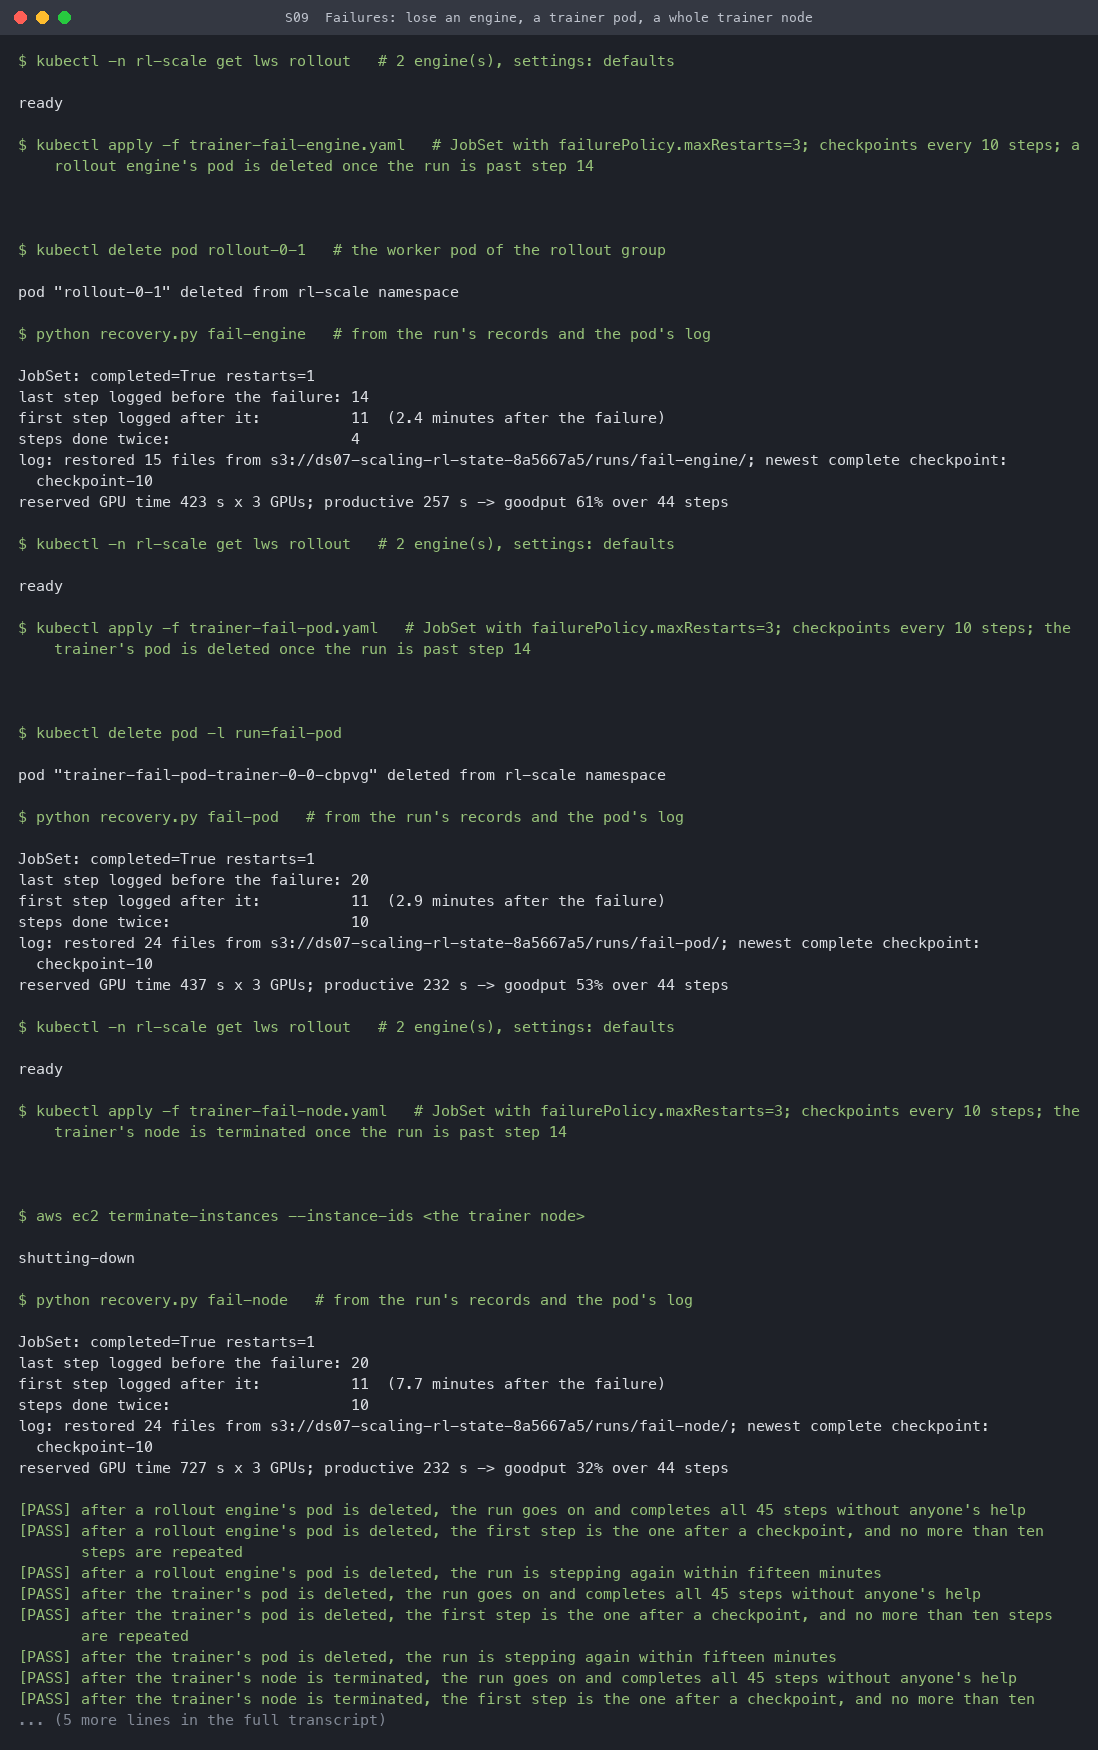 S09  Failures: lose an engine, a trainer pod, a whole trainer node
$ kubectl -n rl-scale get lws rollout   # 2 engine(s), settings: defaults
ready
$ kubectl apply -f trainer-fail-engine.yaml   # JobSet with failurePolicy.maxRestarts=3; checkpoints every 10 steps; a
rollout engine's pod is deleted once the run is past step 14
$ kubectl delete pod rollout-0-1   # the worker pod of the rollout group
pod "rollout-0-1" deleted from rl-scale namespace
$ python recovery.py fail-engine   # from the run's records and the pod's log
JobSet: completed=True restarts=1
last step logged before the failure: 14
first step logged after it:          11  (2.4 minutes after the failure)
steps done twice:                    4
log: restored 15 files from s3://ds07-scaling-rl-state-8a5667a5/runs/fail-engine/; newest complete checkpoint:
checkpoint-10
reserved GPU time 423 s x 3 GPUs; productive 257 s -> goodput 61% over 44 steps
$ kubectl -n rl-scale get lws rollout   # 2 engine(s), settings: defaults
ready
$ kubectl apply -f trainer-fail-pod.yaml   # JobSet with failurePolicy.maxRestarts=3; checkpoints every 10 steps; the
trainer's pod is deleted once the run is past step 14
$ kubectl delete pod -l run=fail-pod
pod "trainer-fail-pod-trainer-0-0-cbpvg" deleted from rl-scale namespace
$ python recovery.py fail-pod   # from the run's records and the pod's log
JobSet: completed=True restarts=1
last step logged before the failure: 20
first step logged after it:          11  (2.9 minutes after the failure)
steps done twice:                    10
log: restored 24 files from s3://ds07-scaling-rl-state-8a5667a5/runs/fail-pod/; newest complete checkpoint:
checkpoint-10
reserved GPU time 437 s x 3 GPUs; productive 232 s -> goodput 53% over 44 steps
$ kubectl -n rl-scale get lws rollout   # 2 engine(s), settings: defaults
ready
$ kubectl apply -f trainer-fail-node.yaml   # JobSet with failurePolicy.maxRestarts=3; checkpoints every 10 steps; the
trainer's node is terminated once the run is past step 14
$ aws ec2 terminate-instances --instance-ids <the trainer node>
shutting-down
$ python recovery.py fail-node   # from the run's records and the pod's log
JobSet: completed=True restarts=1
last step logged before the failure: 20
first step logged after it:          11  (7.7 minutes after the failure)
steps done twice:                    10
log: restored 24 files from s3://ds07-scaling-rl-state-8a5667a5/runs/fail-node/; newest complete checkpoint:
checkpoint-10
reserved GPU time 727 s x 3 GPUs; productive 232 s -> goodput 32% over 44 steps
[PASS] after a rollout engine's pod is deleted, the run goes on and completes all 45 steps without anyone's help
[PASS] after a rollout engine's pod is deleted, the first step is the one after a checkpoint, and no more than ten
steps are repeated
[PASS] after a rollout engine's pod is deleted, the run is stepping again within fifteen minutes
[PASS] after the trainer's pod is deleted, the run goes on and completes all 45 steps without anyone's help
[PASS] after the trainer's pod is deleted, the first step is the one after a checkpoint, and no more than ten steps
are repeated
[PASS] after the trainer's pod is deleted, the run is stepping again within fifteen minutes
[PASS] after the trainer's node is terminated, the run goes on and completes all 45 steps without anyone's help
[PASS] after the trainer's node is terminated, the first step is the one after a checkpoint, and no more than ten
... (5 more lines in the full transcript)